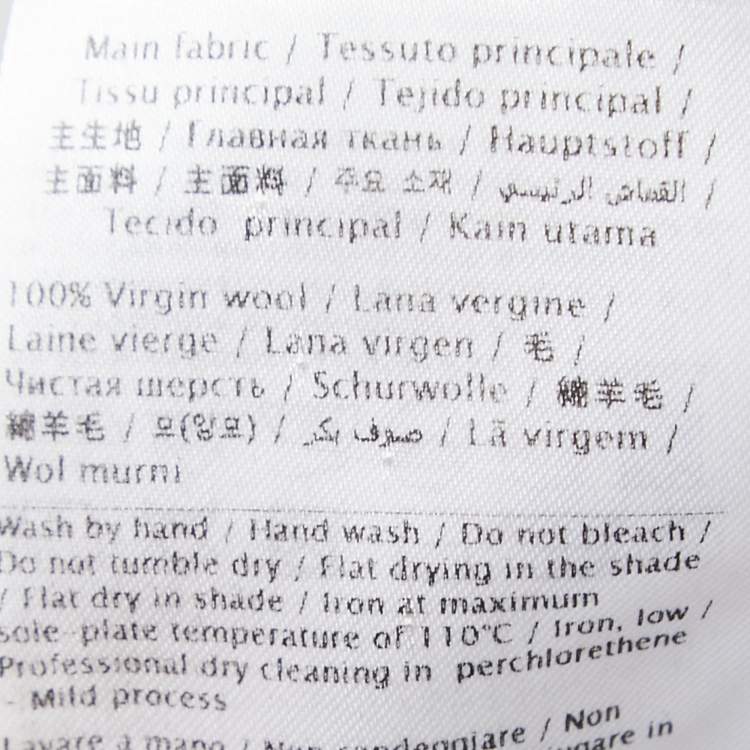 Main fabric / Tessuto principale /
Tissu principal / Tejido principal /
主生地 / Главная ткань / Hauptstoff /
主面料 / 主面料 / 주요 소재 / القماش الرئيسي /
Tecido principal / Kain utama
100% Virgin wool / Lana vergine /
Laine vierge / Lana virgen / 毛 /
Чистая шерсть / Schurwolle / 綿羊毛 /
綿羊毛 / 모(양모) / صوف بكر / Lã virgem /
Wol murni
Wash by hand / Hand wash / Do not bleach /
Do not tumble dry / Flat drying in the shade
/ Flat dry in shade / Iron at maximum
sole-plate temperature of 110°C / Iron, low /
Professional dry cleaning in perchlorethene
- Mild process
Lavare a mano / Non candeggiare / Non